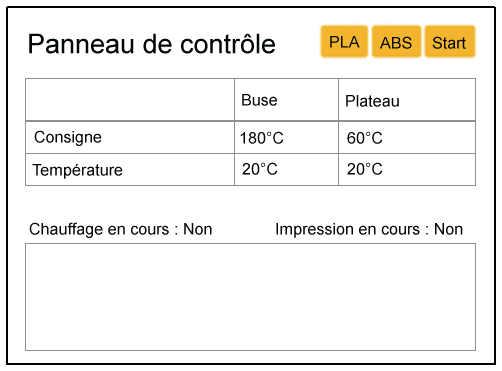 Panneau de contrôle PLA ABS Start
Buse Plateau
Consigne 180°C 60°C
Température 20°C 20°C
Chauffage en cours : Non Impression en cours : Non